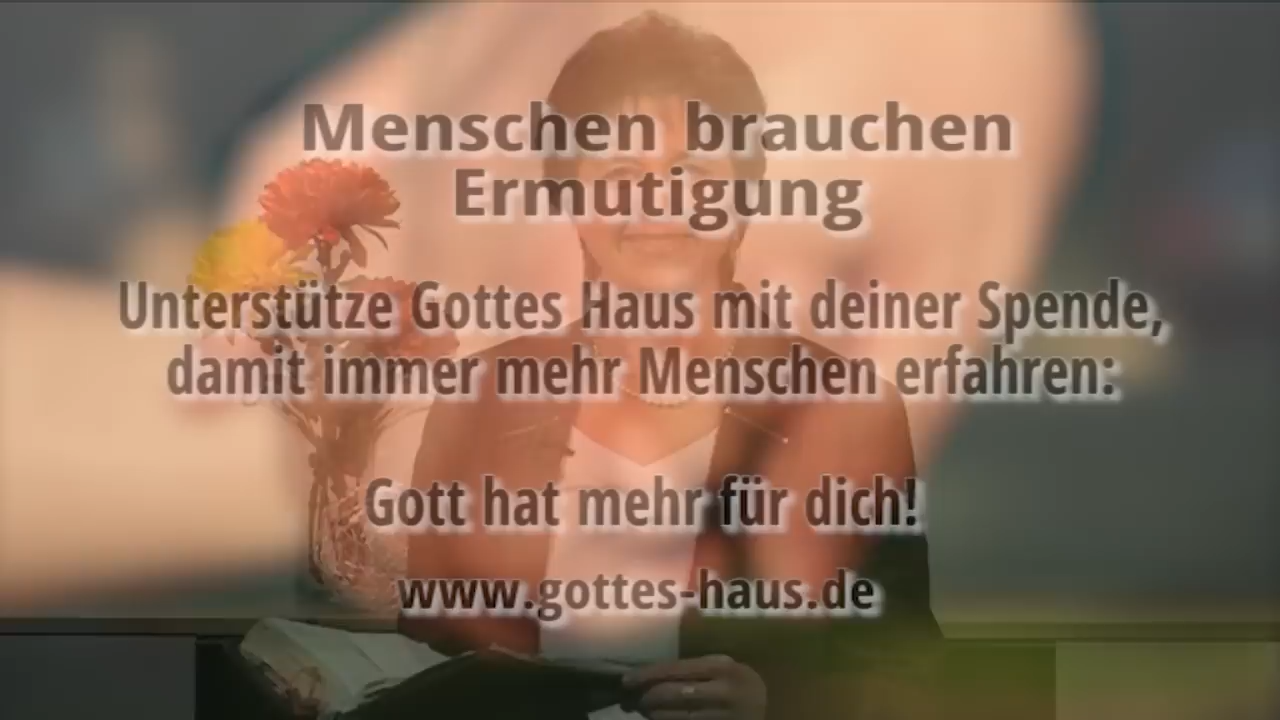 Menschen brauchen
Ermutigung
Unterstütze Gottes Haus mit deiner Spende,
damit immer mehr Menschen erfahren:
Gott hat mehr für dich!
www.gottes-haus.de